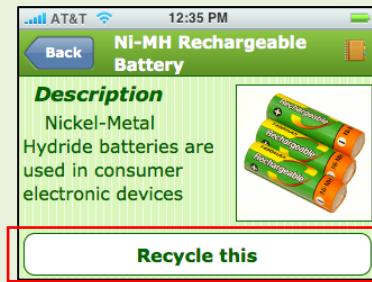 AT&T 12:35 PM
Back
Ni-MH Rechargeable
Battery
Description
Nickel-Metal
Hydride batteries are
used in consumer
electronic devices
Rechargeable
Rechargeable
Rechargeable
Recycle this